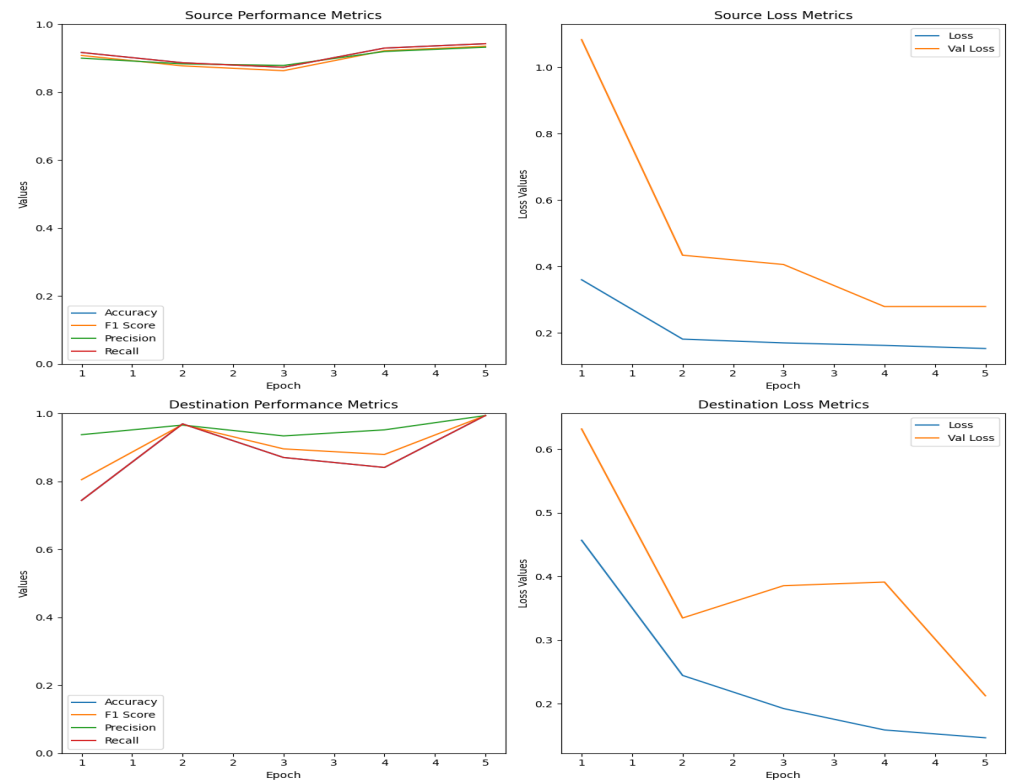 Source Performance Metrics
1.0
0.8
0.6
0.4
0.2
0.0
Values
Accuracy
F1 Score
Precision
Recall
1 1 2 2 3 3 4 4 5
Epoch
Source Loss Metrics
1.0
0.8
0.6
0.4
0.2
Loss Values
Loss
Val Loss
1 1 2 2 3 3 4 4 5
Epoch
Destination Performance Metrics
1.0
0.8
0.6
0.4
0.2
0.0
Values
Accuracy
F1 Score
Precision
Recall
1 1 2 2 3 3 4 4 5
Epoch
Destination Loss Metrics
0.6
0.5
0.4
0.3
0.2
Loss Values
Loss
Val Loss
1 1 2 2 3 3 4 4 5
Epoch